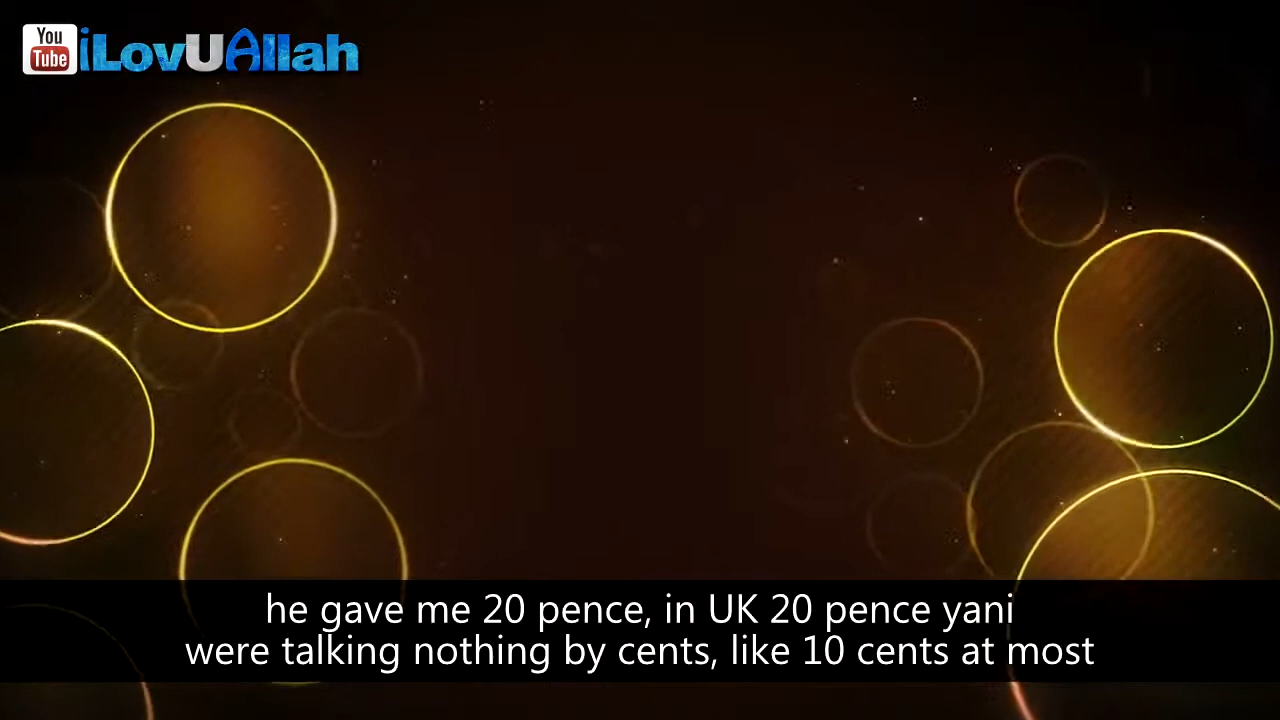 You
Tube
iLovUAllah
he gave me 20 pence, in UK 20 pence yani
were talking nothing by cents, like 10 cents at most